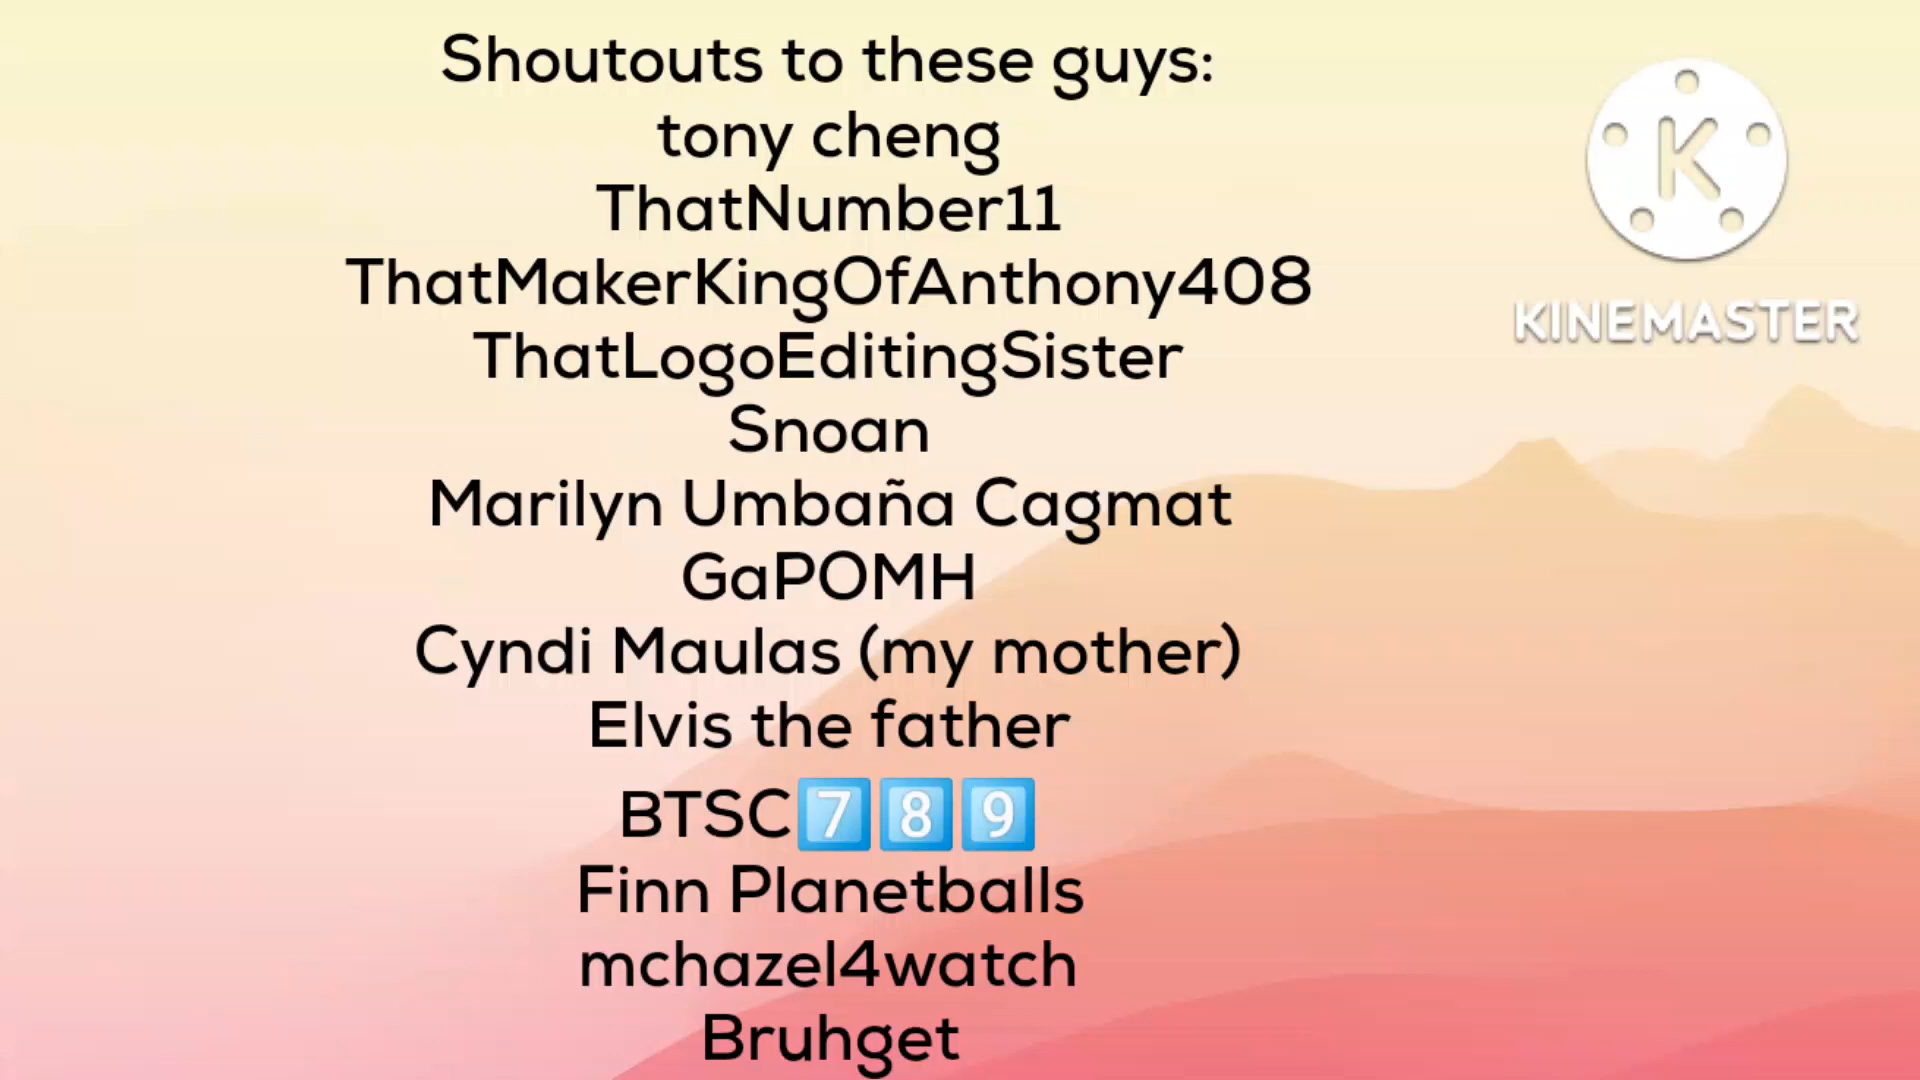 Shoutouts to these guys:
tony cheng
ThatNumber11
ThatMakerKingOfAnthony408
ThatLogoEditingSister
Snoan
Marilyn Umbaña Cagmat
GaPOMH
Cyndi Maulas (my mother)
Elvis the father
BTSC7️⃣8️⃣9️⃣
Finn Planetballs
mchazel4watch
Bruhget
K
KINEMASTER